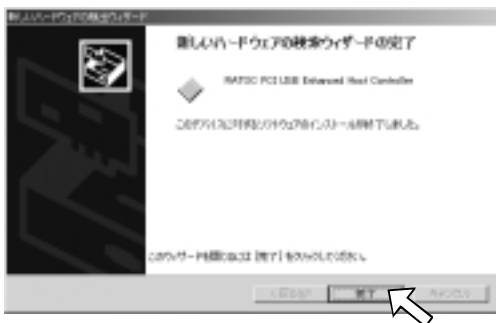 新しいハードウェアの検索ウィザード
新しいハードウェアの検索ウィザードの完了
RATOC PCI USB Enhanced Host Controller
このデバイスに対するソフトウェアのインストールが終了しました。
このウィザードを閉じるには [完了] をクリックしてください。
< 戻る(B)
完了
キャンセル